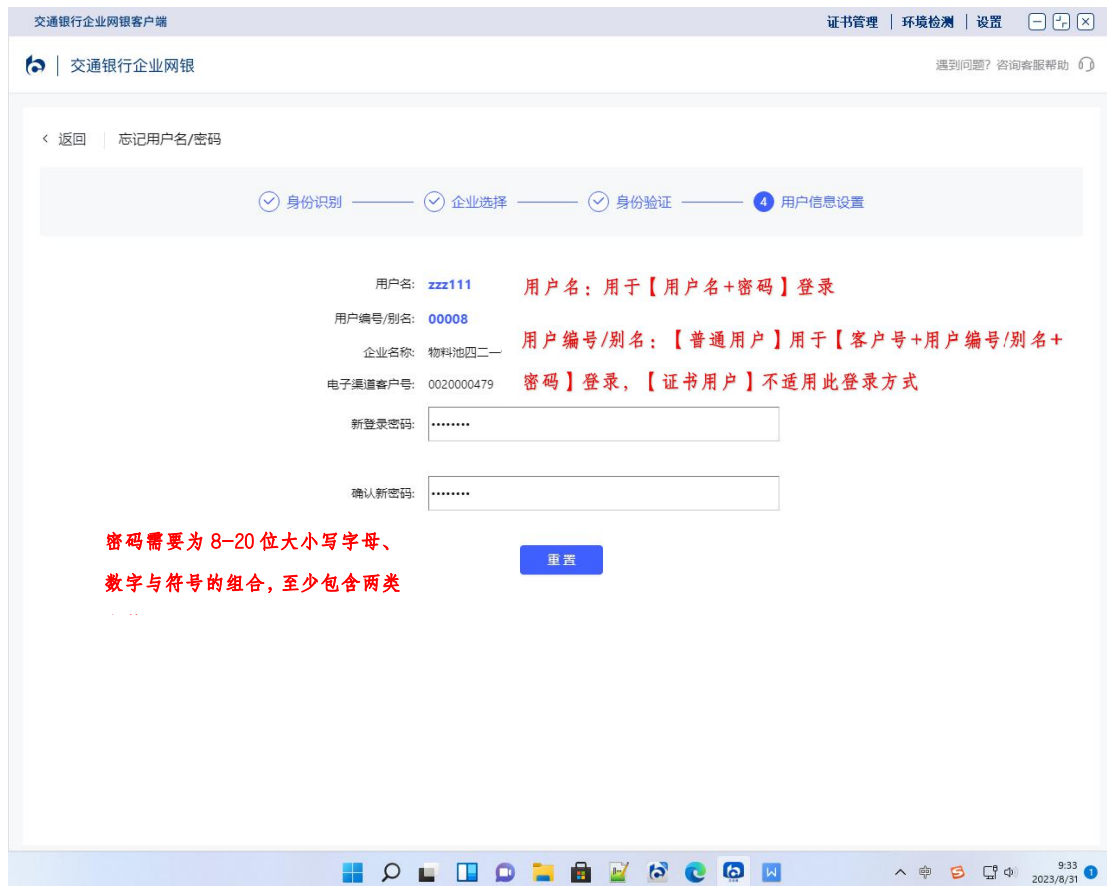 交通银行企业网银客户端 证书管理 | 环境检测 | 设置
交通银行企业网银 遇到问题? 咨询客服帮助
返回 忘记用户名/密码
身份识别 企业选择 身份验证 4 用户信息设置
用户名: zzz111 用户名:用于【用户名+密码】登录
用户编号/别名: 00008
用户编号/别名:【普通用户】用于【客户号+用户编号/别名+
企业名称: 物料池四二一
密码】登录,【证书用户】不适用此登录方式
电子渠道客户号: 0020000479
新登录密码: ••••••••
确认新密码: ••••••••
密码需要为8-20位大小写字母、
重置
数字与符号的组合,至少包含两类
中 9:33
2023/8/31 1